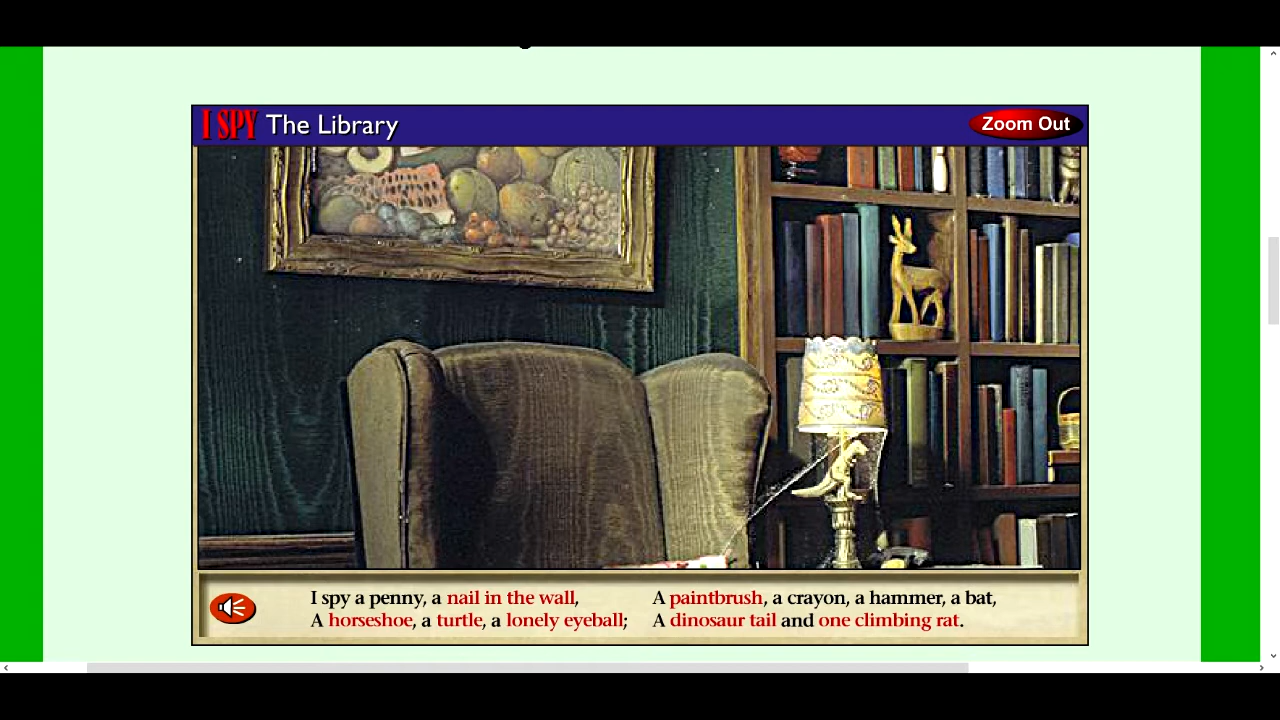 I SPY The Library
Zoom Out
I spy a penny, a nail in the wall,
A horseshoe, a turtle, a lonely eyeball;
A paintbrush, a crayon, a hammer, a bat,
A dinosaur tail and one climbing rat.